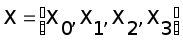 X = [X₀, X₁, X₂, X₃]